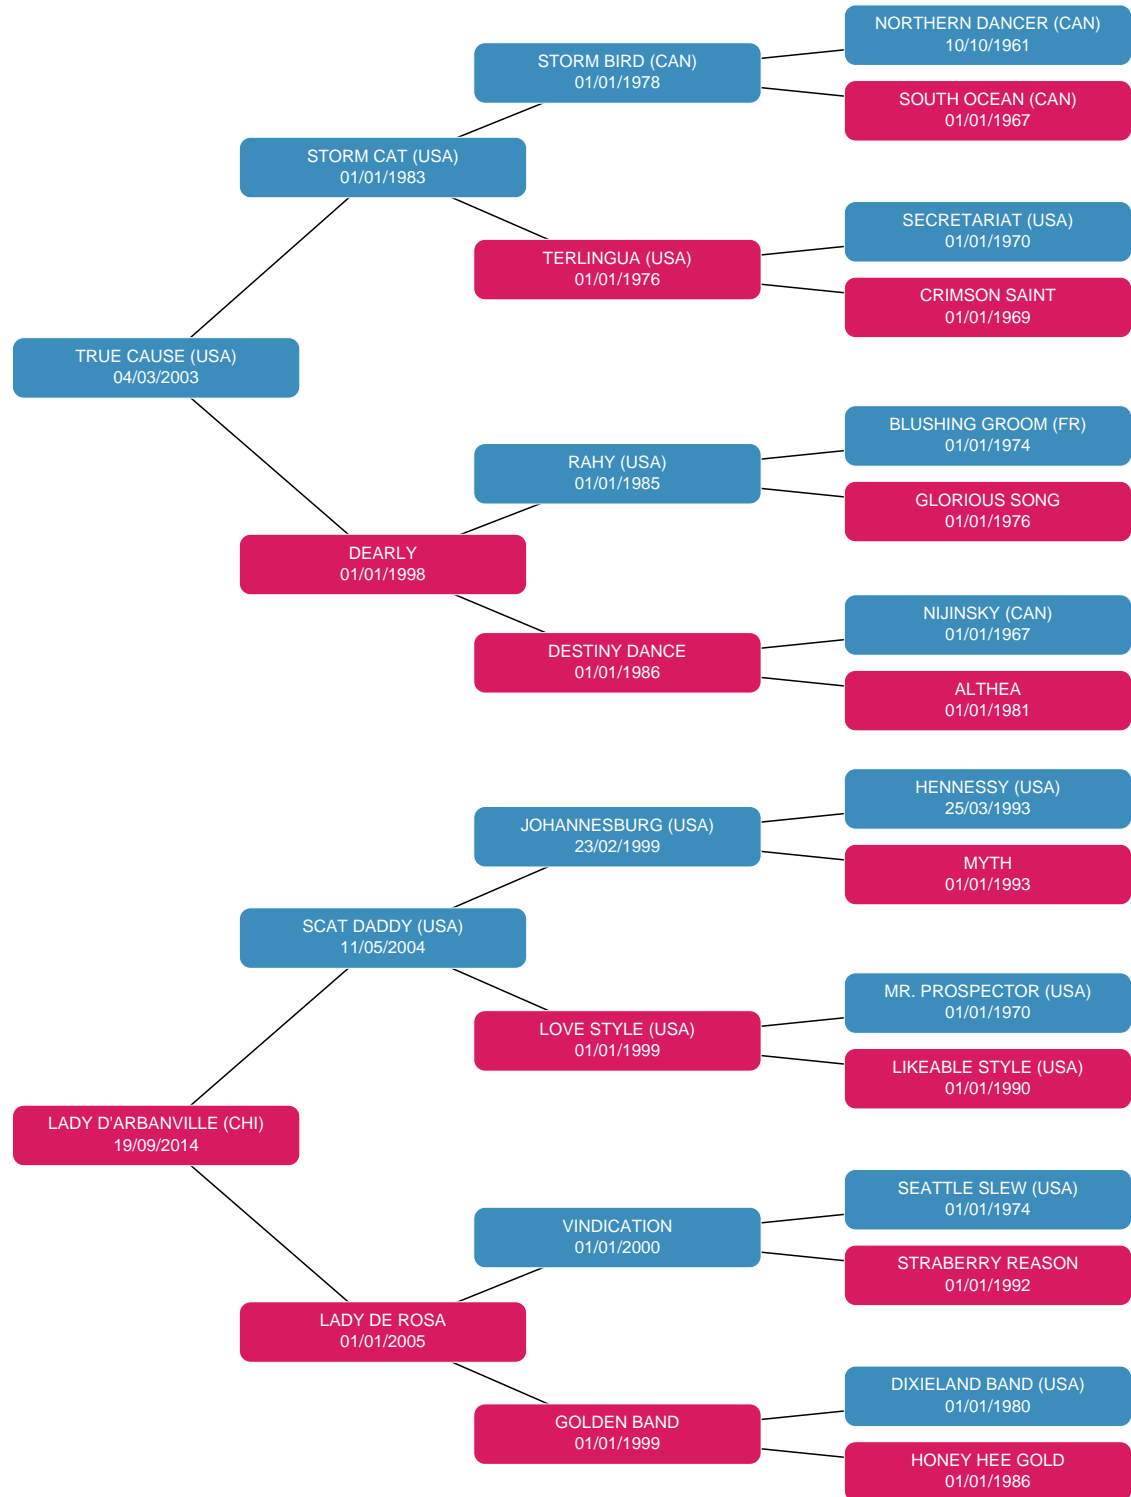 NORTHERN DANCER (CAN)
10/10/1961
STORM BIRD (CAN)
01/01/1978
SOUTH OCEAN (CAN)
01/01/1967
STORM CAT (USA)
01/01/1983
SECRETARIAT (USA)
01/01/1970
TERLINGUA (USA)
01/01/1976
CRIMSON SAINT
01/01/1969
TRUE CAUSE (USA)
04/03/2003
BLUSHING GROOM (FR)
01/01/1974
RAHY (USA)
01/01/1985
GLORIOUS SONG
01/01/1976
DEARLY
01/01/1998
NIJINSKY (CAN)
01/01/1967
DESTINY DANCE
01/01/1986
ALTHEA
01/01/1981
HENNESSY (USA)
25/03/1993
JOHANNESBURG (USA)
23/02/1999
MYTH
01/01/1993
SCAT DADDY (USA)
11/05/2004
MR. PROSPECTOR (USA)
01/01/1970
LOVE STYLE (USA)
01/01/1999
LIKEABLE STYLE (USA)
01/01/1990
LADY D'ARBANVILLE (CHI)
19/09/2014
SEATTLE SLEW (USA)
01/01/1974
VINDICATION
01/01/2000
STRABERRY REASON
01/01/1992
LADY DE ROSA
01/01/2005
DIXIELAND BAND (USA)
01/01/1980
GOLDEN BAND
01/01/1999
HONEY HEE GOLD
01/01/1986